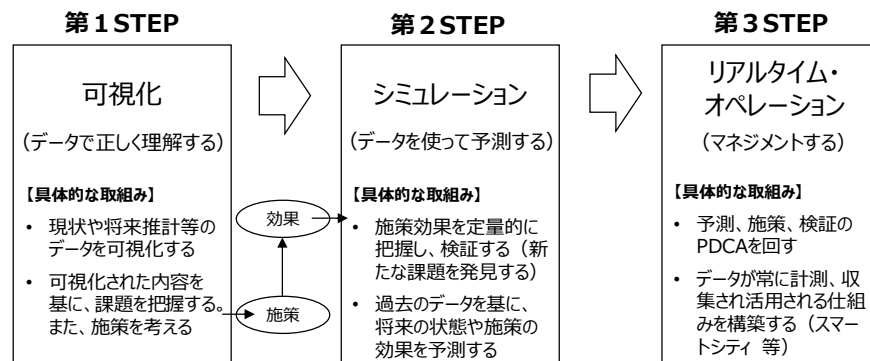 第１STEP
可視化
（データで正しく理解する）
【具体的な取組み】
• 現状や将来推計等の
データを可視化する
• 可視化された内容を
基に、課題を把握する。
また、施策を考える
効果
施策
第２STEP
シミュレーション
（データを使って予測する）
【具体的な取組み】
• 施策効果を定量的に
把握し、検証する（新
たな課題を発見する）
• 過去のデータを基に、
将来の状態や施策の
効果を予測する
第３STEP
リアルタイム・
オペレーション
（マネジメントする）
【具体的な取組み】
• 予測、施策、検証の
PDCAを回す
• データが常に計測、収
集され活用される仕組
みを構築する（スマー
トシティ 等）